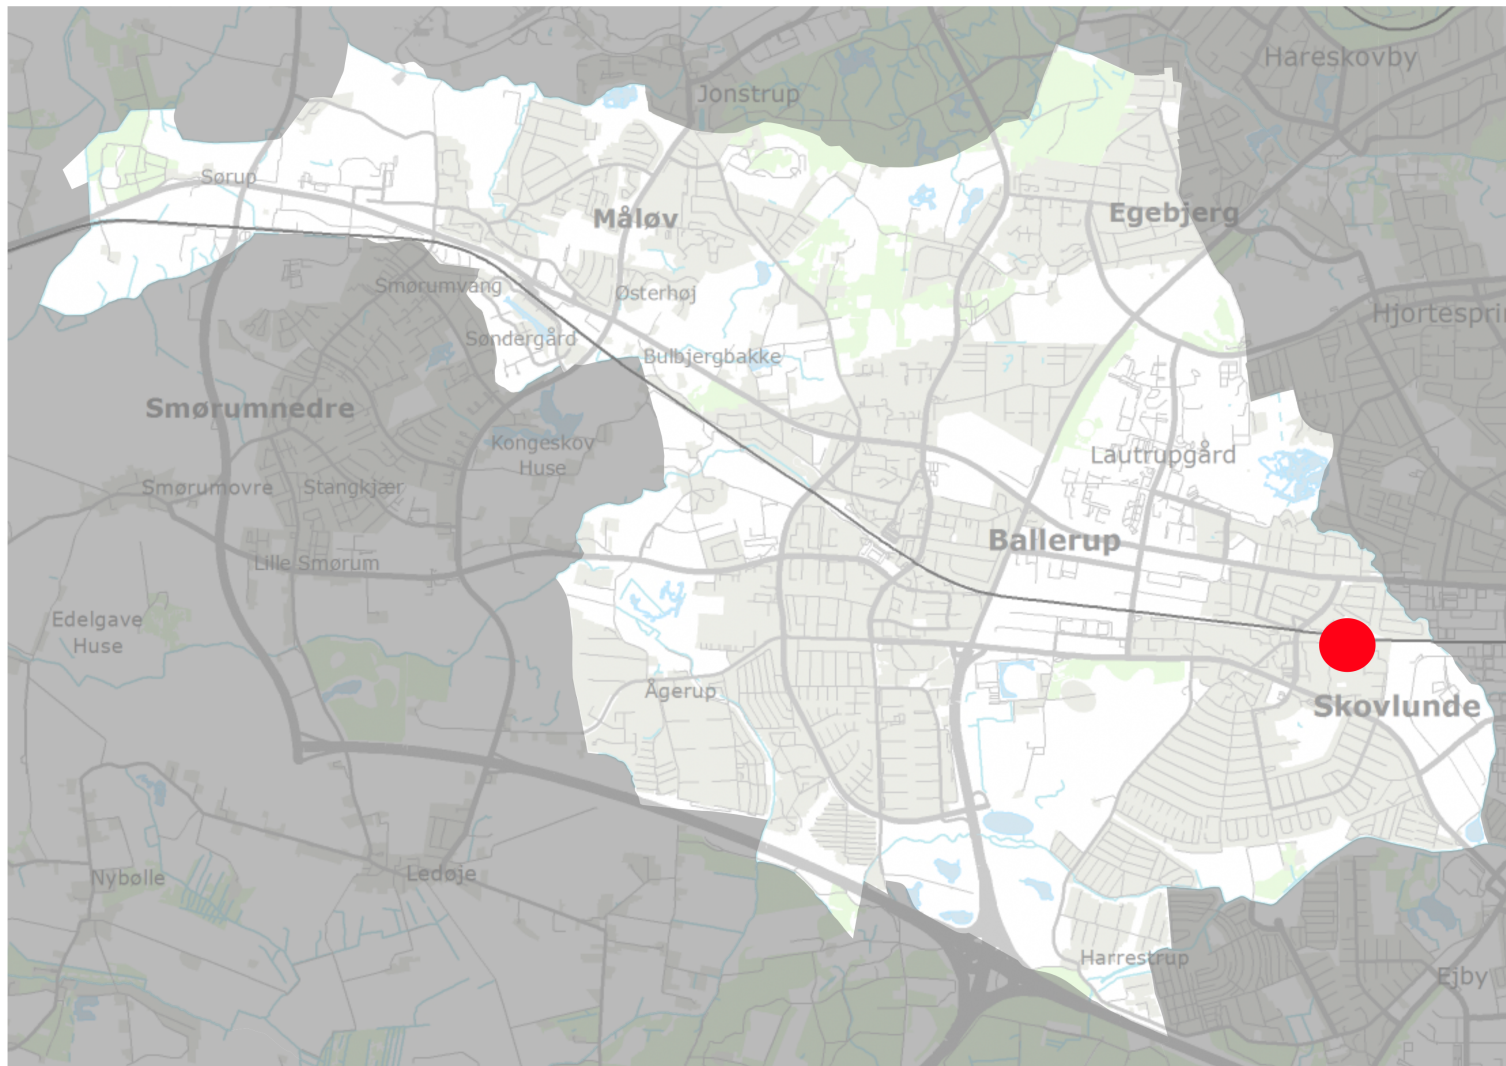 Hareskovby
Jonstrup
Sørup
Måløv
Egebjerg
Smørumvang
Østerhøj
Hjortesprin
Søndergård
Bulbjergbakke
Smørumnedre
Kongeskov
Huse
Lautrupgård
Smørumovre
Stangkjær
Ballerup
Lille Smørum
Edelgave
Huse
Ågerup
Skovlunde
Nybølle
Ledøje
Harrestrup
Ejby